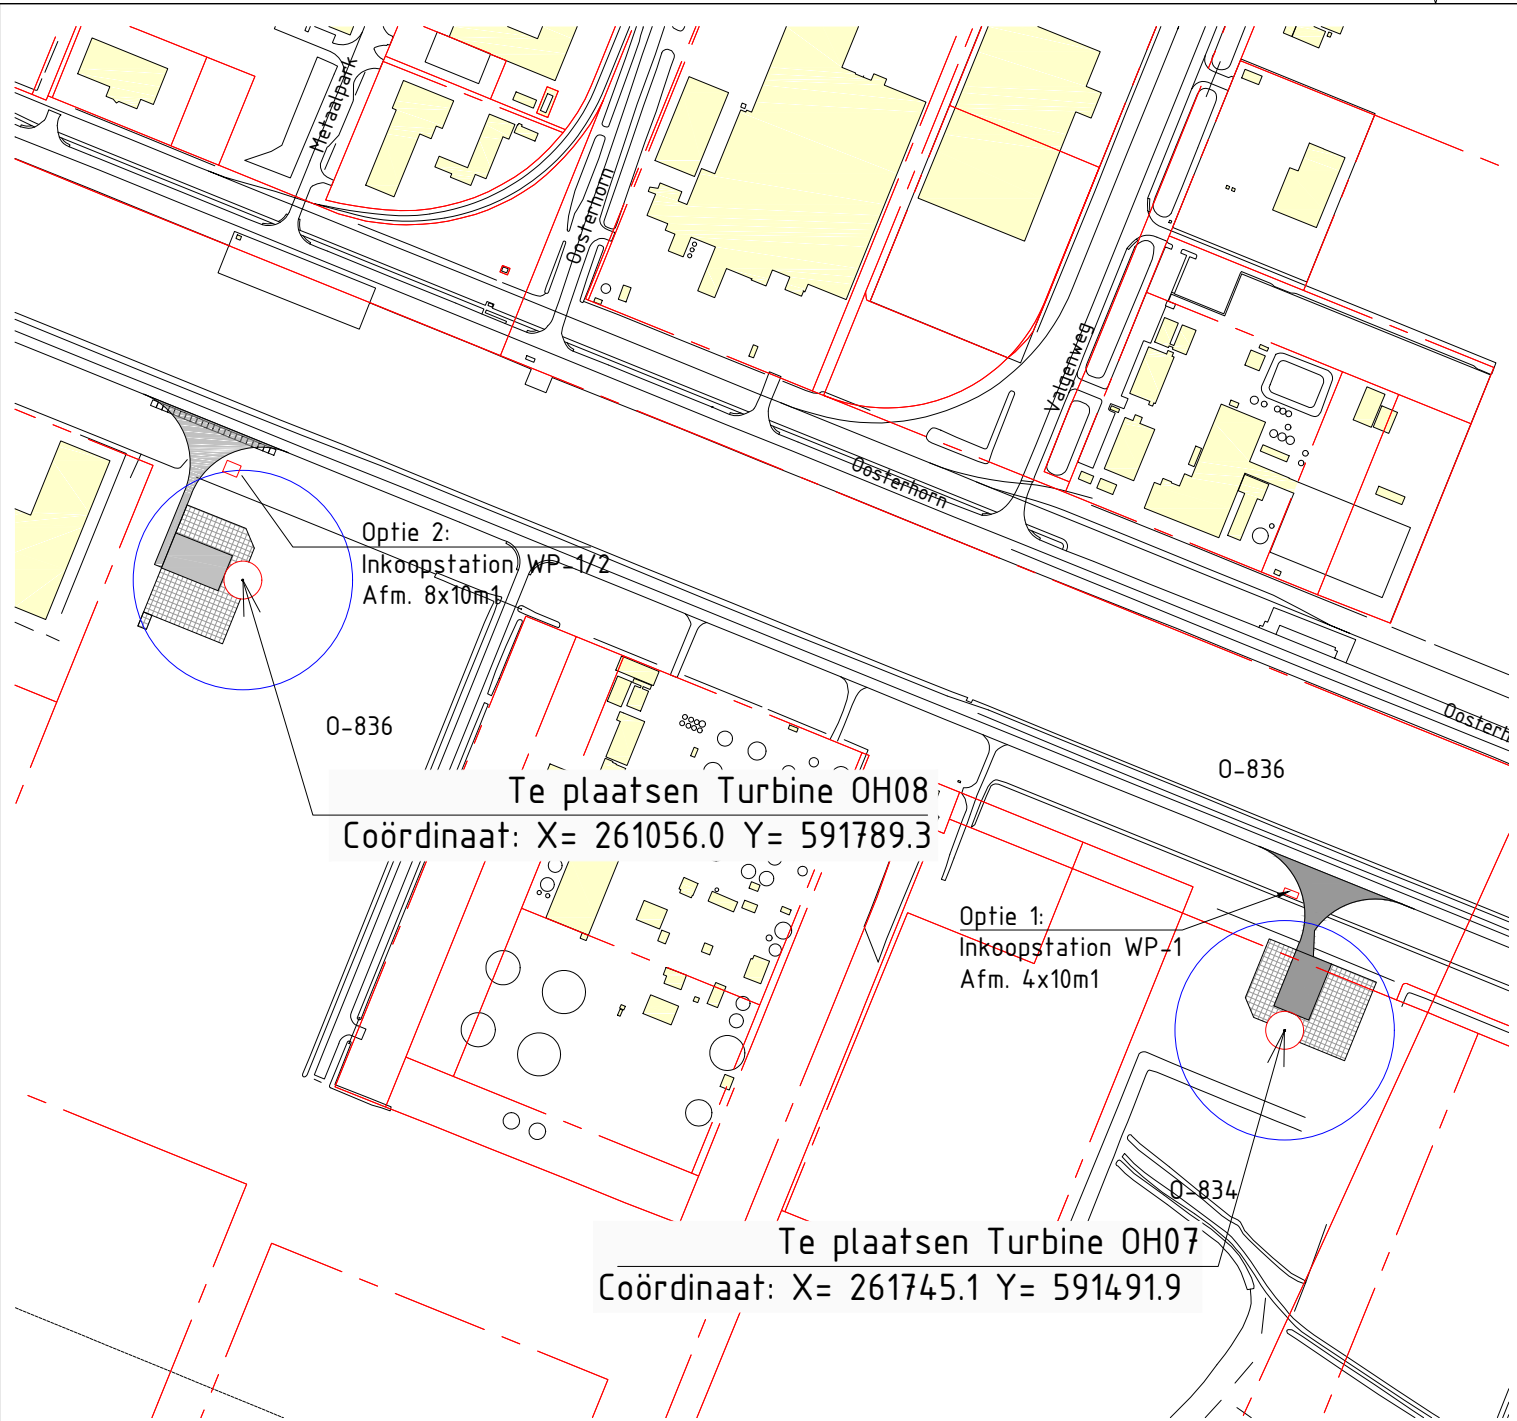 Metaalpark
Oosterhorn
Valgenweg
Oosterhorn
Optie 2:
Inkoopstation WP-1/2
Afm. 8x10m1
O-836
Oosterh
O-836
Te plaatsen Turbine OH08
Coördinaat: X= 261056.0 Y= 591789.3
Optie 1:
Inkoopstation WP-1
Afm. 4x10m1
O-834
Te plaatsen Turbine OH07
Coördinaat: X= 261745.1 Y= 591491.9